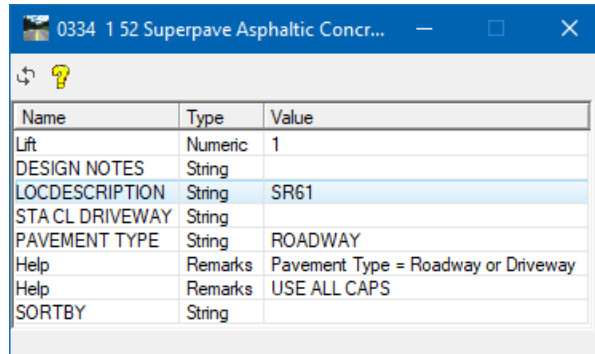 0334 1 52 Superpave Asphaltic Concr...
Name Type Value
Lift Numeric 1
DESIGN NOTES String
LOCDESCRIPTION String SR61
STA CL DRIVEWAY String
PAVEMENT TYPE String ROADWAY
Help Remarks Pavement Type = Roadway or Driveway
Help Remarks USE ALL CAPS
SORTBY String